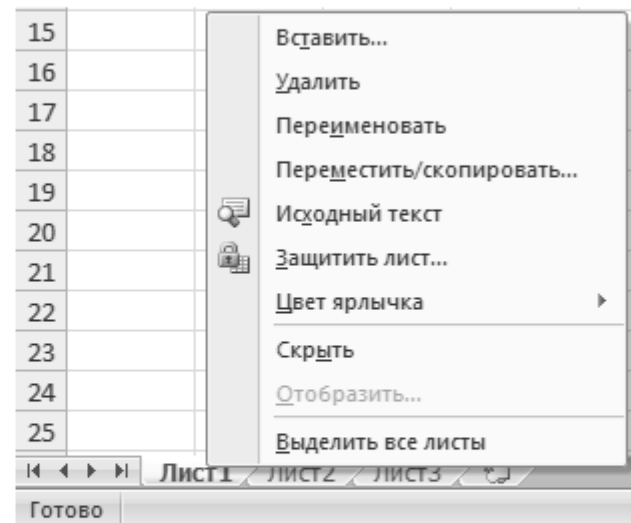 15
Вставить...
16
Удалить
17
Переименовать
18
Переместить/скопировать...
19
Исходный текст
20
Защитить лист...
21
22
Цвет ярлычка
23
Скрыть
24
Отобразить...
25
Выделить все листы
Лист1 Лист2 Лист3
Готово